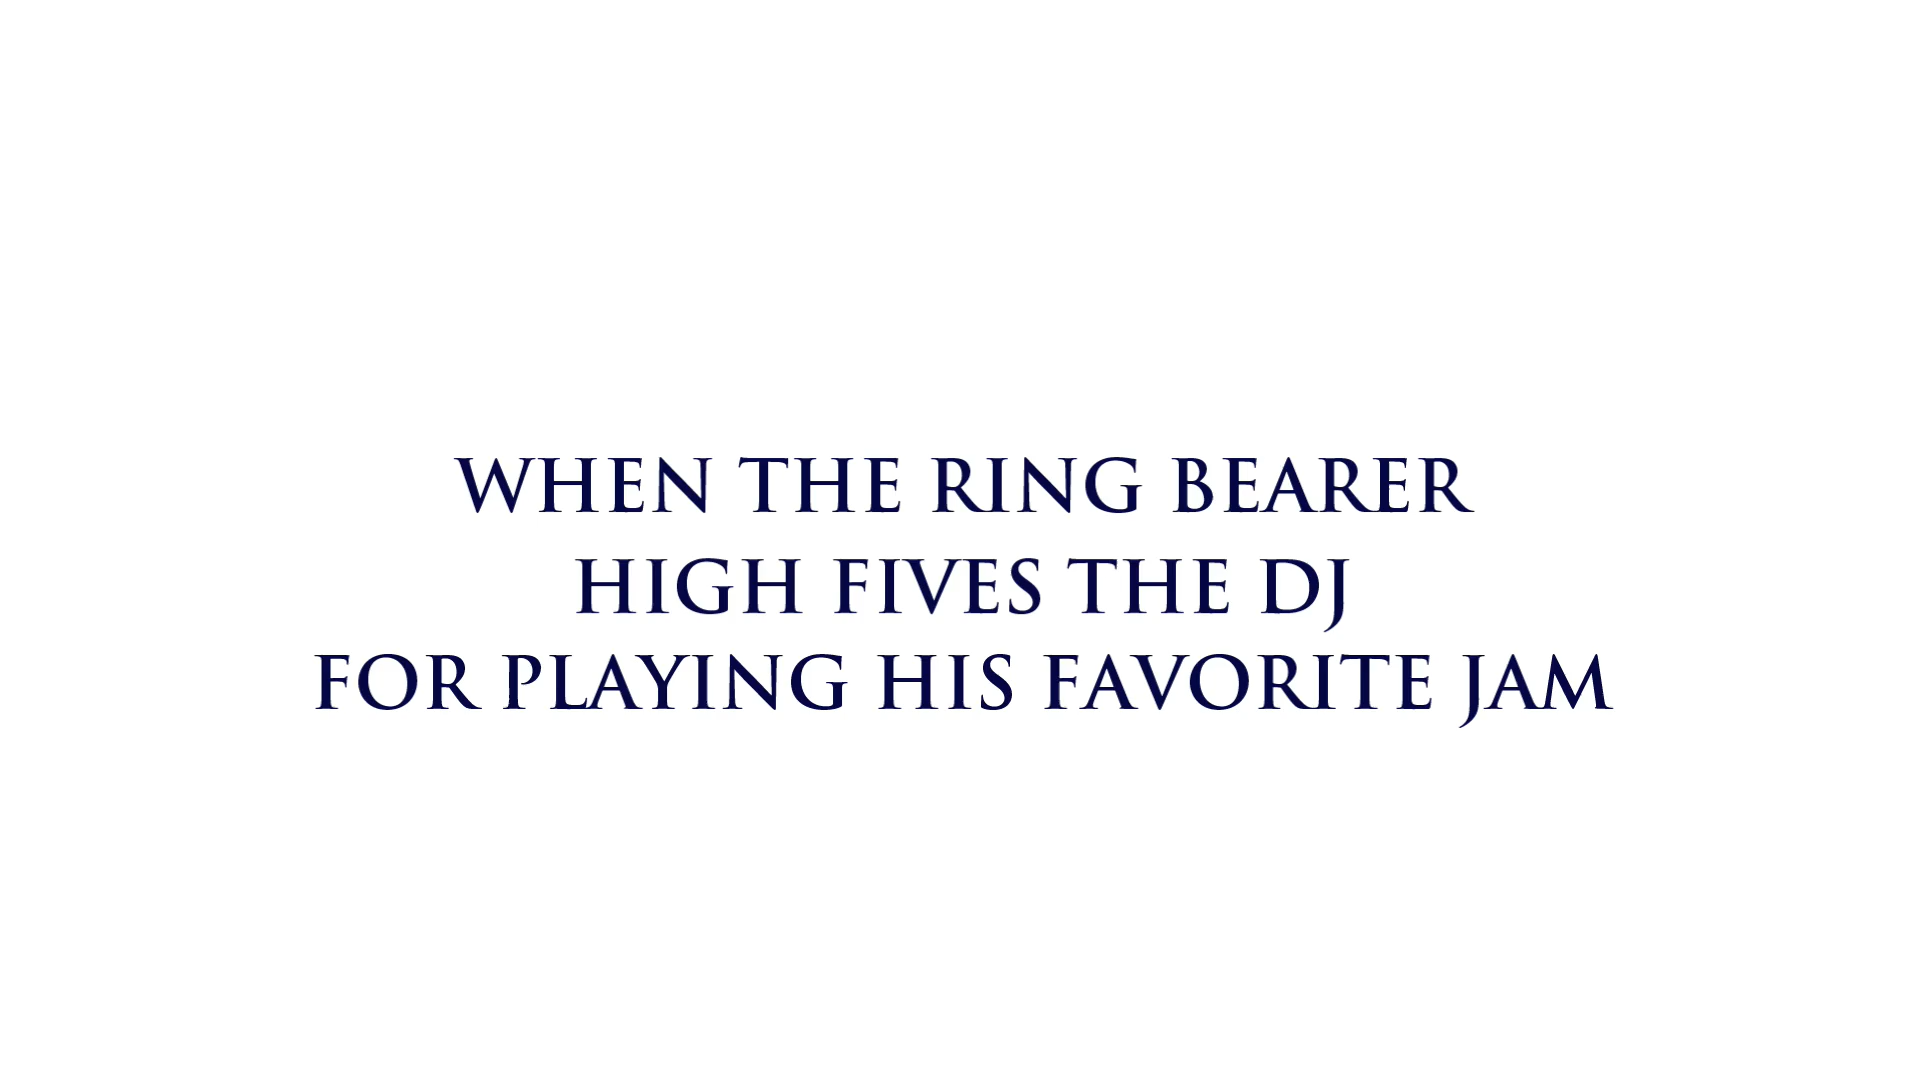 WHEN THE RING BEARER
HIGH FIVES THE DJ
FOR PLAYING HIS FAVORITE JAM